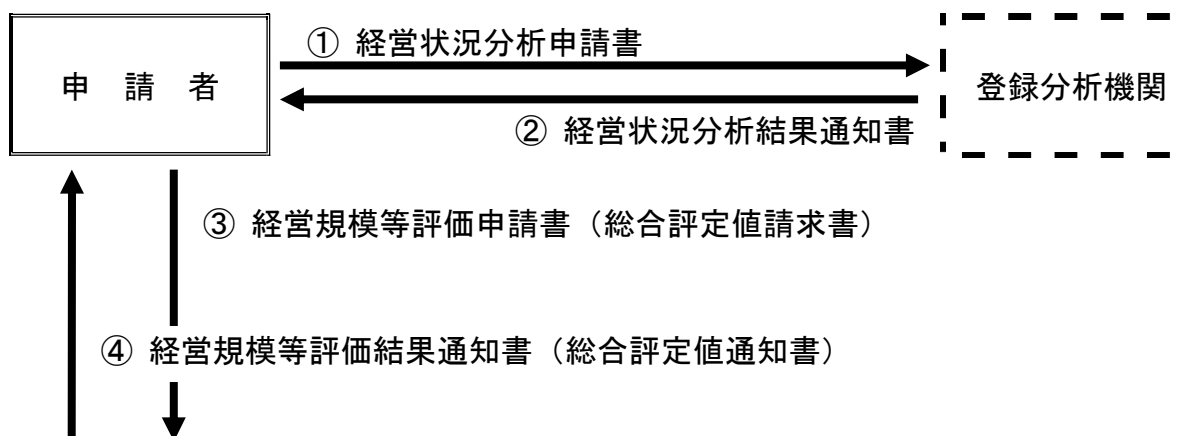 ① 経営状況分析申請書
申 請 者
登録分析機関
② 経営状況分析結果通知書
③ 経営規模等評価申請書（総合評定値請求書）
④ 経営規模等評価結果通知書（総合評定値通知書）